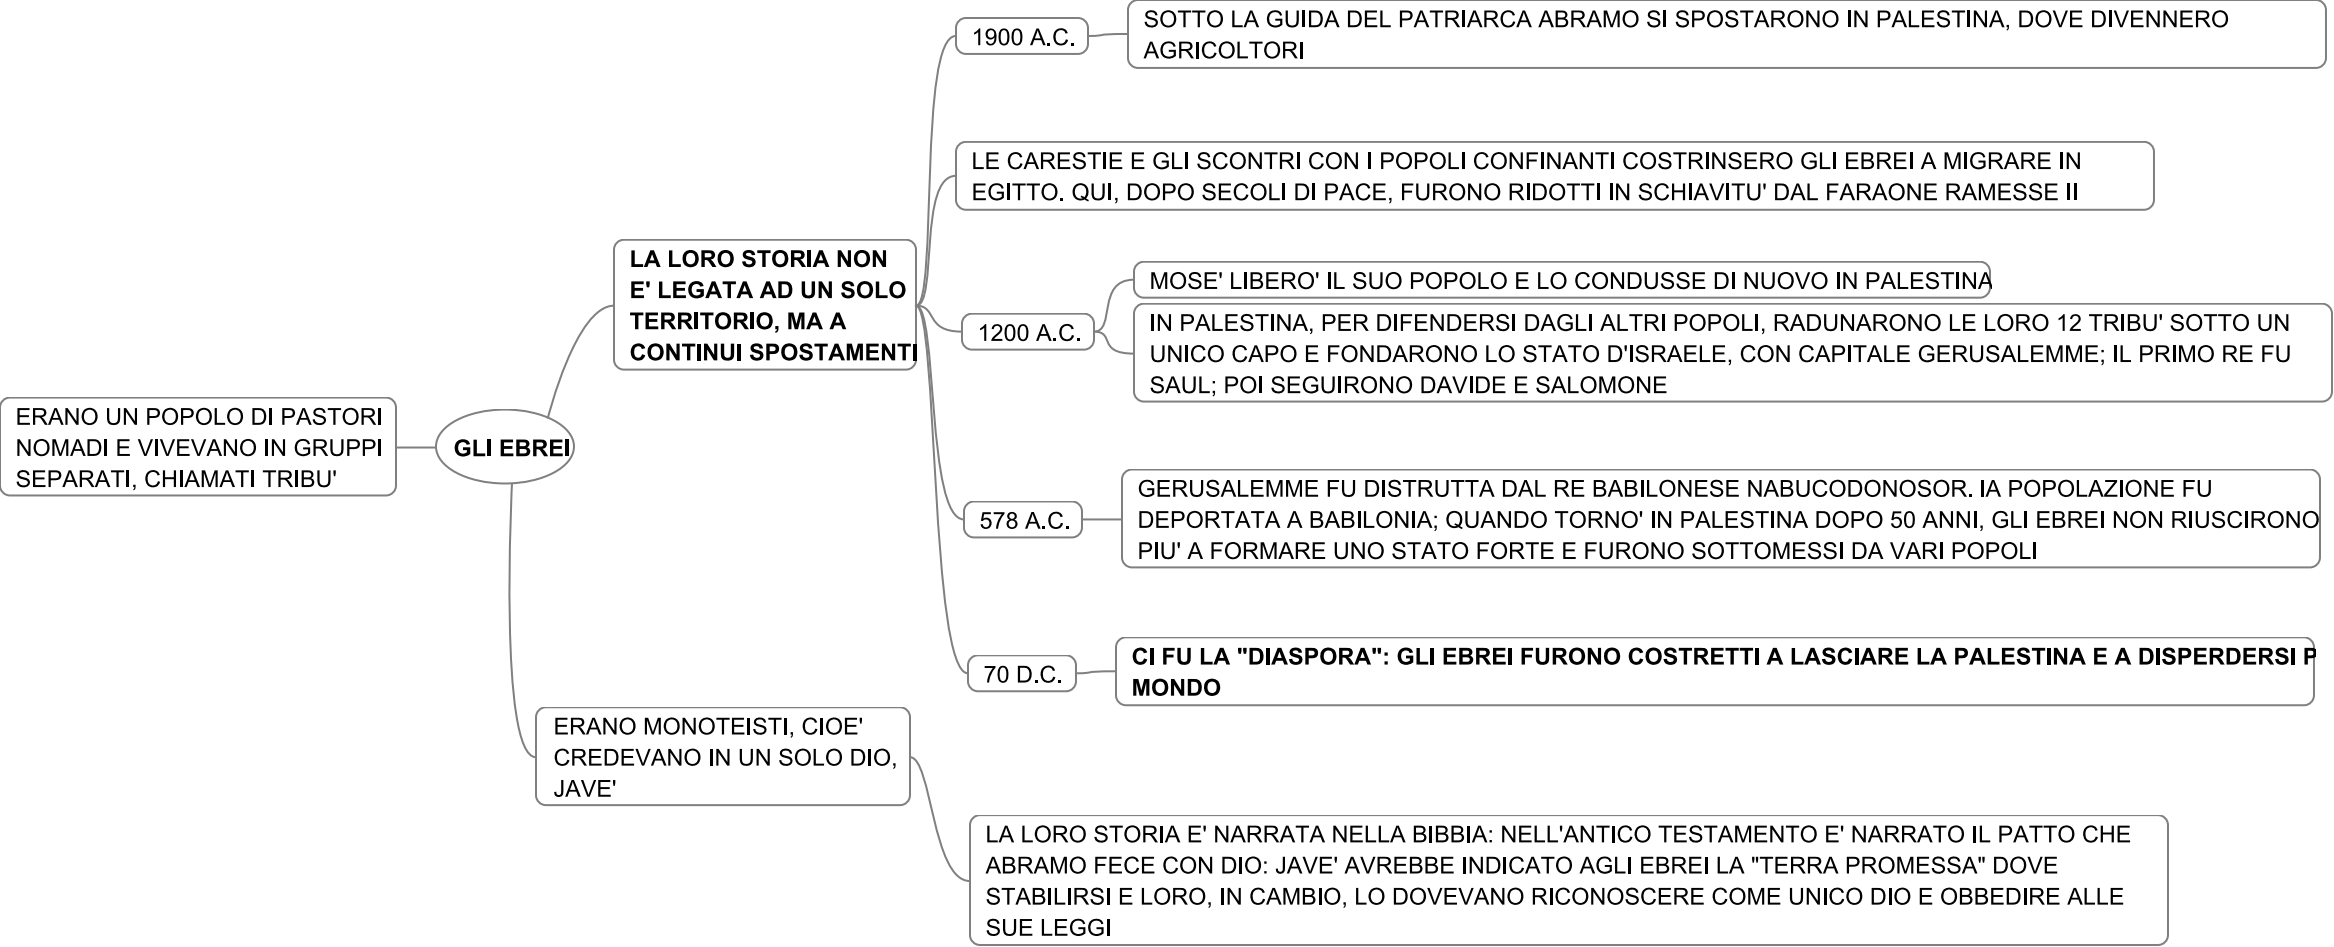 1900 A.C.
SOTTO LA GUIDA DEL PATRIARCA ABRAMO SI SPOSTARONO IN PALESTINA, DOVE DIVENNERO
AGRICOLTORI
LE CARESTIE E GLI SCONTRI CON I POPOLI CONFINANTI COSTRINSERO GLI EBREI A MIGRARE IN
EGITTO. QUI, DOPO SECOLI DI PACE, FURONO RIDOTTI IN SCHIAVITU' DAL FARAONE RAMESSE II
LA LORO STORIA NON
E' LEGATA AD UN SOLO
TERRITORIO, MA A
CONTINUI SPOSTAMENTI
1200 A.C.
MOSE' LIBERO' IL SUO POPOLO E LO CONDUSSE DI NUOVO IN PALESTINA
IN PALESTINA, PER DIFENDERSI DAGLI ALTRI POPOLI, RADUNARONO LE LORO 12 TRIBU' SOTTO UN
UNICO CAPO E FONDARONO LO STATO D'ISRAELE, CON CAPITALE GERUSALEMME; IL PRIMO RE FU
SAUL; POI SEGUIRONO DAVIDE E SALOMONE
ERANO UN POPOLO DI PASTORI
NOMADI E VIVEVANO IN GRUPPI
SEPARATI, CHIAMATI TRIBU'
GLI EBREI
578 A.C.
GERUSALEMME FU DISTRUTTA DAL RE BABILONESE NABUCODONOSOR. IA POPOLAZIONE FU
DEPORTATA A BABILONIA; QUANDO TORNO' IN PALESTINA DOPO 50 ANNI, GLI EBREI NON RIUSCIRONO
PIU' A FORMARE UNO STATO FORTE E FURONO SOTTOMESSI DA VARI POPOLI
70 D.C.
CI FU LA "DIASPORA": GLI EBREI FURONO COSTRETTI A LASCIARE LA PALESTINA E A DISPERDERSI
MONDO
ERANO MONOTEISTI, CIOE'
CREDEVANO IN UN SOLO DIO,
JAVE'
LA LORO STORIA E' NARRATA NELLA BIBBIA: NELL'ANTICO TESTAMENTO E' NARRATO IL PATTO CHE
ABRAMO FECE CON DIO: JAVE' AVREBBE INDICATO AGLI EBREI LA "TERRA PROMESSA" DOVE
STABILIRSI E LORO, IN CAMBIO, LO DOVEVANO RICONOSCERE COME UNICO DIO E OBBEDIRE ALLE
SUE LEGGI